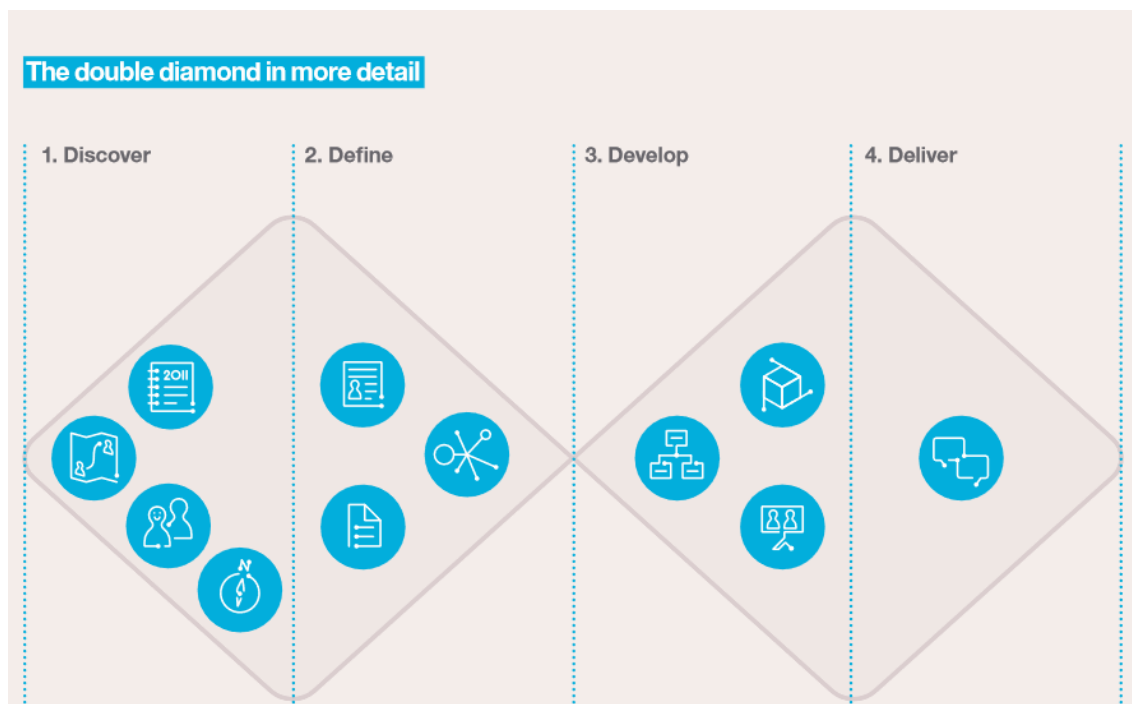 The double diamond in more detail
1. Discover
2. Define
3. Develop
4. Deliver
2011
N